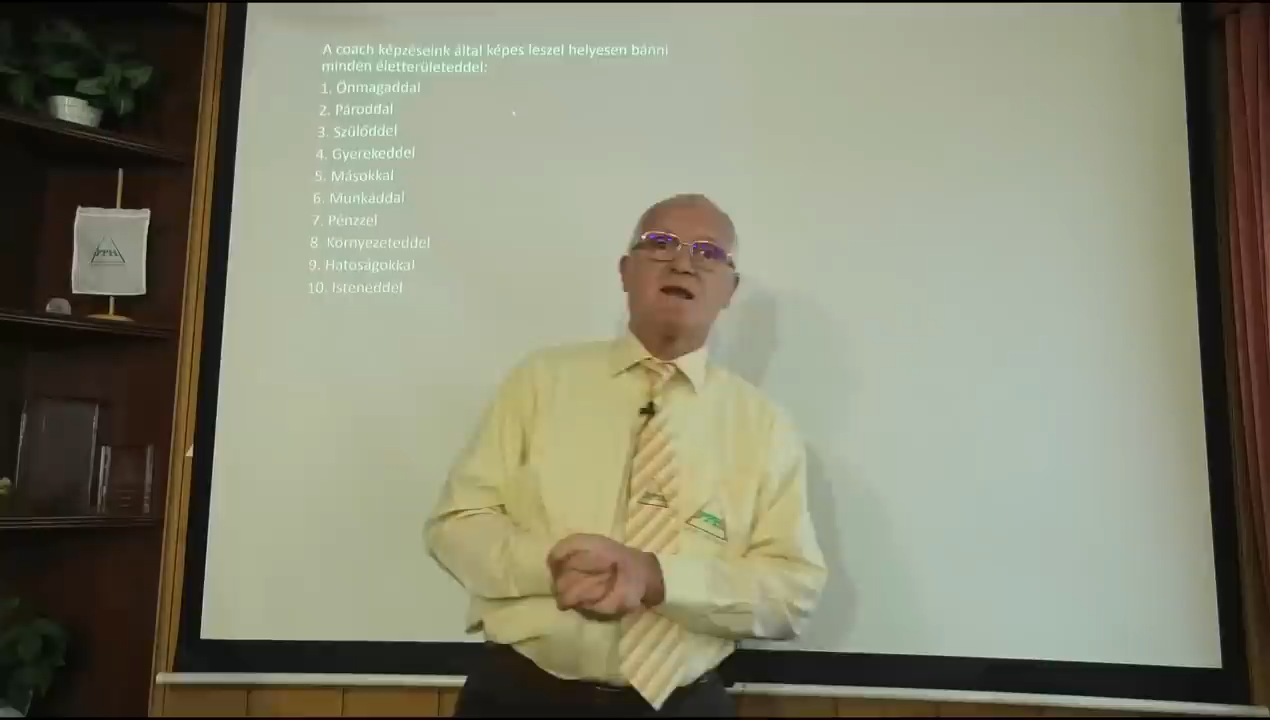 A coach képzéseink által képes leszel helyesen bánni
minden életterületeddel:
1. Önmagaddal
2. Pároddal
3. Szülőddel
4. Gyerekeddel
5. Másokkal
6. Munkáddal
7. Pénzzel
8. Környezeteddel
9. Hatóságokkal
10. Isteneddel